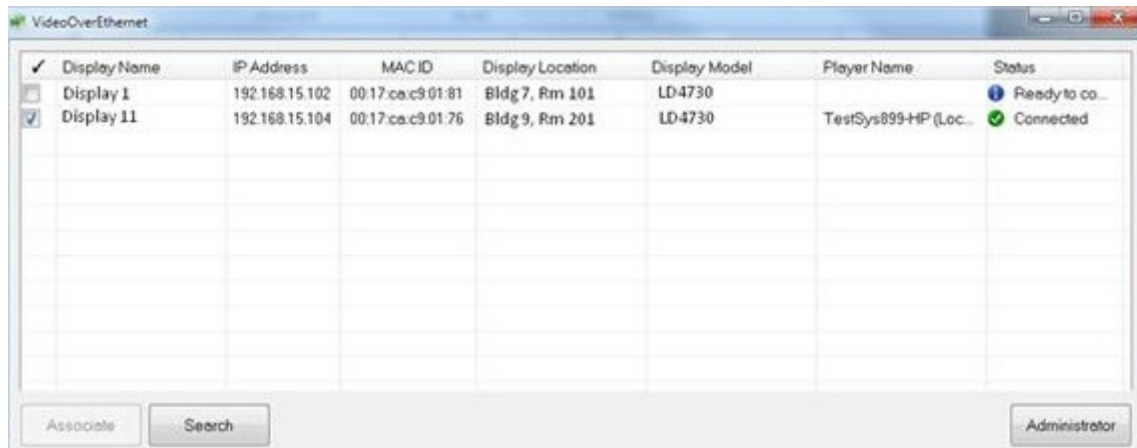 VideoOverEthernet
✓ Display Name IP Address MAC ID Display Location Display Model Player Name Status
Display 1 192.168.15.102 00:17:ca:c9:01:81 Bldg 7, Rm 101 LD4730 Ready to co...
Display 11 192.168.15.104 00:17:ca:c9:01:76 Bldg 9, Rm 201 LD4730 TestSys899-HP (Loc... Connected
Associate Search Administrator